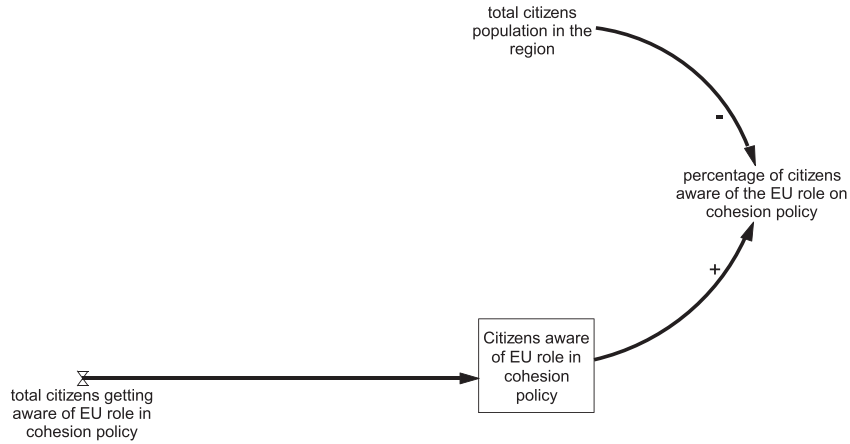 total citizens
population in the
region
-
percentage of citizens
aware of the EU role on
cohesion policy
+
Citizens aware
of EU role in
cohesion
policy
total citizens getting
aware of EU role in
cohesion policy